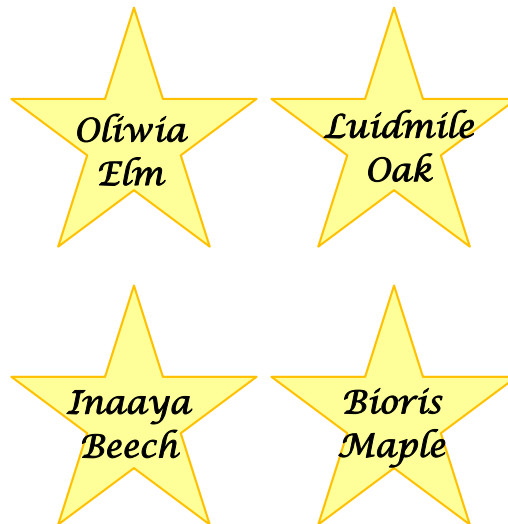 Oliwia
Elm
Luidmile
Oak
Inaaya
Beech
Bioris
Maple